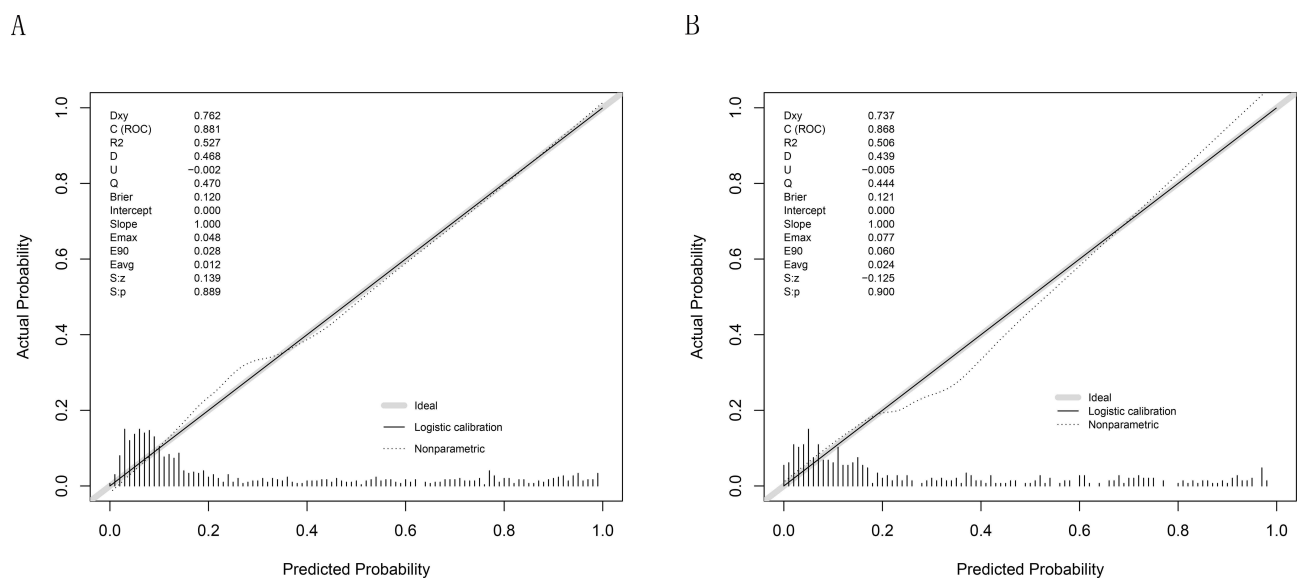 A
Dxy 0.762
C (ROC) 0.881
R2 0.527
D 0.468
U −0.002
Q 0.470
Brier 0.120
Intercept 0.000
Slope 1.000
Emax 0.048
E90 0.028
Eavg 0.012
S:z 0.139
S:p 0.889
Actual Probability
1.0
0.8
0.6
0.4
0.2
0.0
Ideal
Logistic calibration
Nonparametric
0.0 0.2 0.4 0.6 0.8 1.0
Predicted Probability
B
Dxy 0.737
C (ROC) 0.868
R2 0.506
D 0.439
U −0.005
Q 0.444
Brier 0.121
Intercept 0.000
Slope 1.000
Emax 0.077
E90 0.060
Eavg 0.024
S:z −0.125
S:p 0.900
Actual Probability
1.0
0.8
0.6
0.4
0.2
0.0
Ideal
Logistic calibration
Nonparametric
0.0 0.2 0.4 0.6 0.8 1.0
Predicted Probability